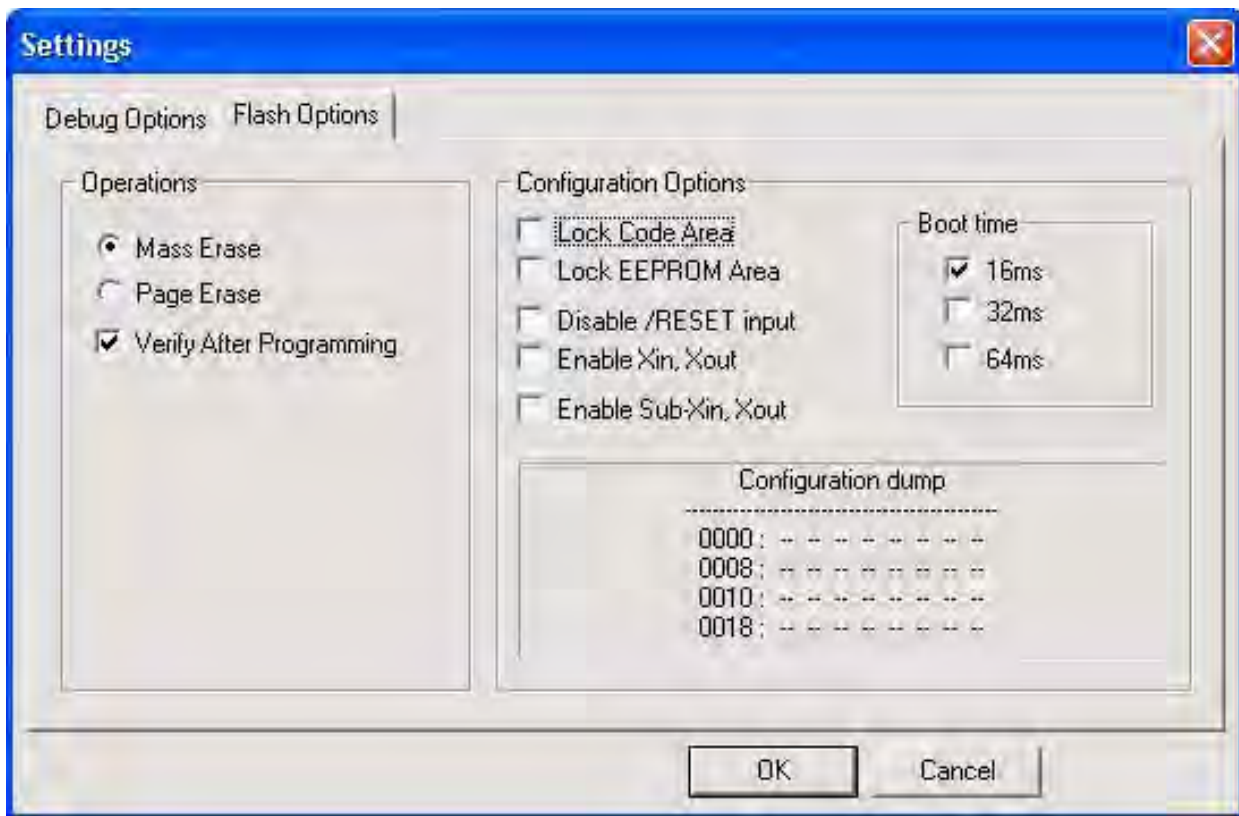 Settings
Debug Options Flash Options
Operations
Mass Erase
Page Erase
Verify After Programming
Configuration Options
Lock Code Area
Lock EEPROM Area
Disable /RESET input
Enable Xin, Xout
Enable Sub-Xin, Xout
Boot time
16ms
32ms
64ms
Configuration dump
----------------------------------------
0000 : -- -- -- -- -- -- -- --
0008 : -- -- -- -- -- -- -- --
0010 : -- -- -- -- -- -- -- --
0018 : -- -- -- -- -- -- -- --
OK Cancel